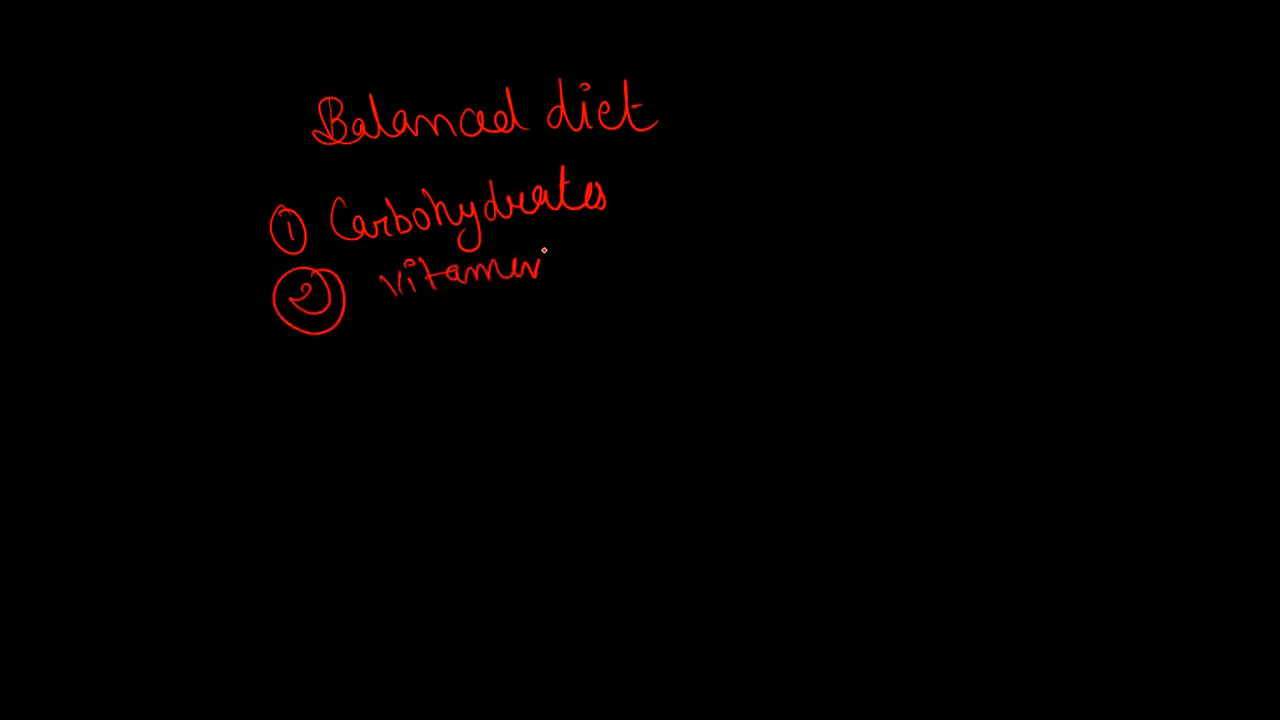 Balanced diet
① Carbohydrates
② vitamin